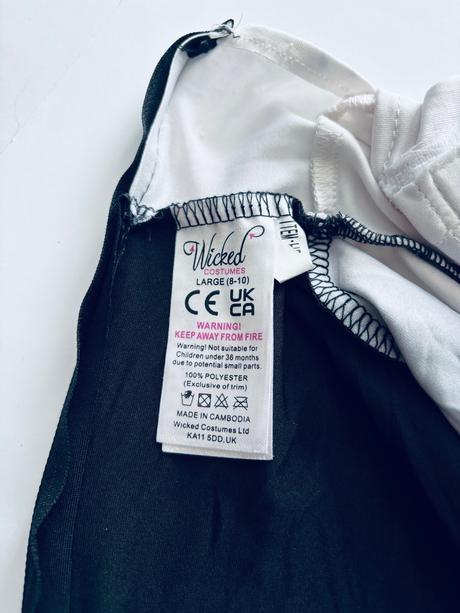 Wicked
COSTUMES
LARGE (8-10)
CE UK
CA
WARNING!
KEEP AWAY FROM FIRE
Warning! Not suitable for
Children under 36 months
due to potential small parts.
100% POLYESTER
(Exclusive of trim)
MADE IN CAMBODIA
Wicked Costumes Ltd
KA11 5DD,UK